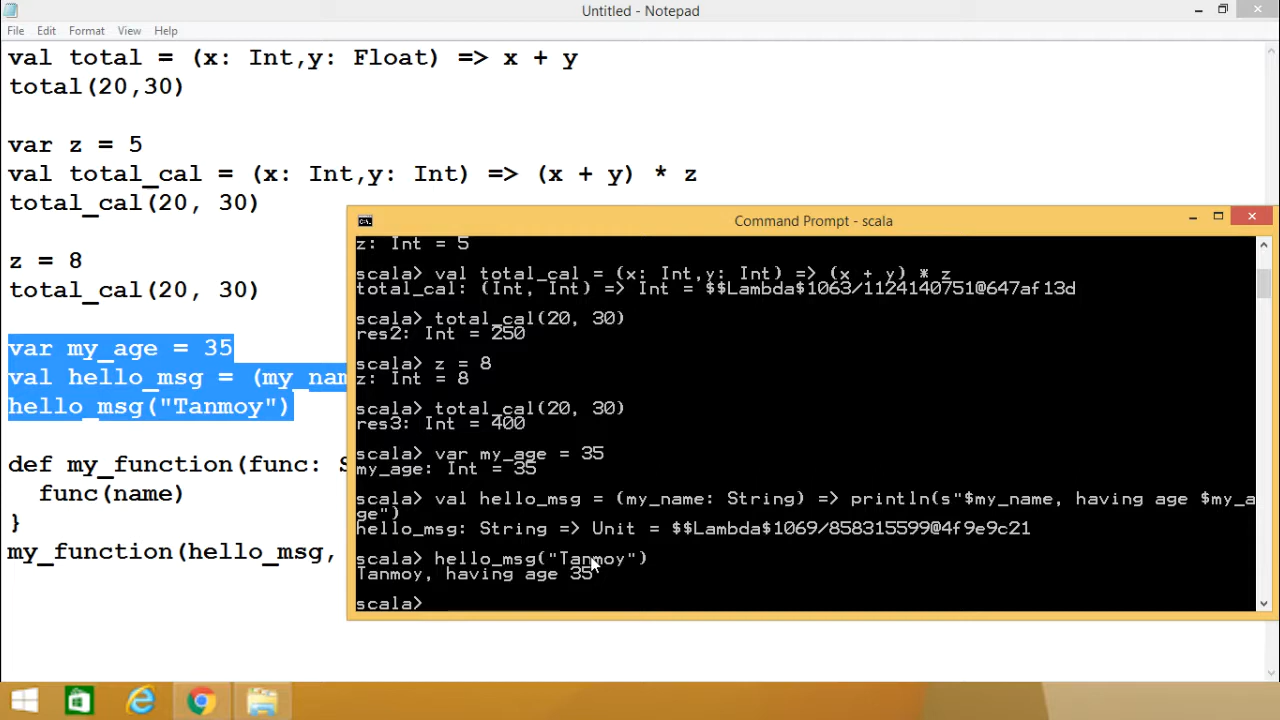 Untitled - Notepad
File Edit Format View Help
val total = (x: Int,y: Float) => x + y
total(20,30)
var z = 5
val total_cal = (x: Int,y: Int) => (x + y) * z
total_cal(20, 30)
z = 8
total_cal(20, 30)
var my_age = 35
val hello_msg = (my_nam
hello_msg("Tanmoy")
def my_function(func: S
func(name)
}
my_function(hello_msg,
Command Prompt - scala
z: Int = 5
scala> val total_cal = (x: Int,y: Int) => (x + y) * z
total_cal: (Int, Int) => Int = $$Lambda$1063/1124140751@647af13d
scala> total_cal(20, 30)
res2: Int = 250
scala> z = 8
z: Int = 8
scala> total_cal(20, 30)
res3: Int = 400
scala> var my_age = 35
my_age: Int = 35
scala> val hello_msg = (my_name: String) => println(s"$my_name, having age $my_a
ge")
hello_msg: String => Unit = $$Lambda$1069/858315599@4f9e9c21
scala> hello_msg("Tanmoy")
Tanmoy, having age 35
scala>